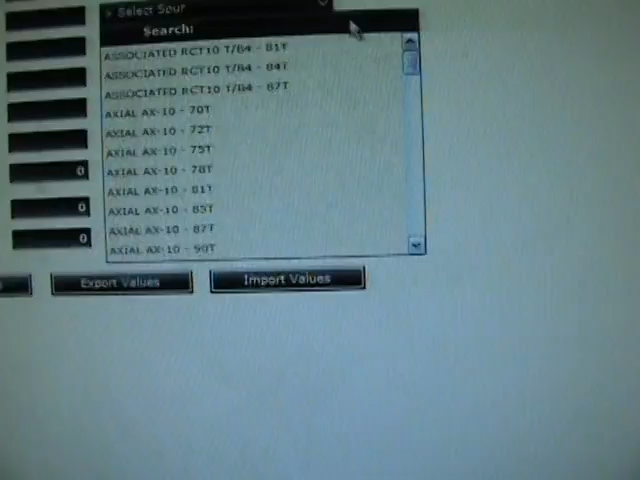 Select Spur
Search:
ASSOCIATED RCT10 T/B4 - 81T
ASSOCIATED RCT10 T/B4 - 84T
ASSOCIATED RCT10 T/B4 - 87T
AXIAL AX-10 - 70T
AXIAL AX-10 - 72T
AXIAL AX-10 - 75T
0
AXIAL AX-10 - 78T
AXIAL AX-10 - 81T
0
AXIAL AX-10 - 83T
AXIAL AX-10 - 87T
0
AXIAL AX-10 - 90T
Export Values
Import Values